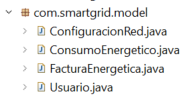 com.smartgrid.model
ConfiguracionRed.java
ConsumoEnergetico.java
FacturaEnergetica.java
Usuario.java